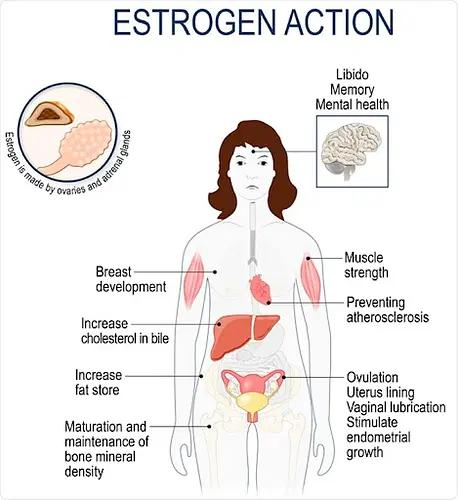 ESTROGEN ACTION
Libido
Memory
Mental health
Estrogen is made by ovaries and adrenal glands
Breast
development
Muscle
strength
Increase
cholesterol in bile
Preventing
atherosclerosis
Increase
fat store
Ovulation
Uterus lining
Vaginal lubrication
Stimulate
endometrial
growth
Maturation and
maintenance of
bone mineral
density